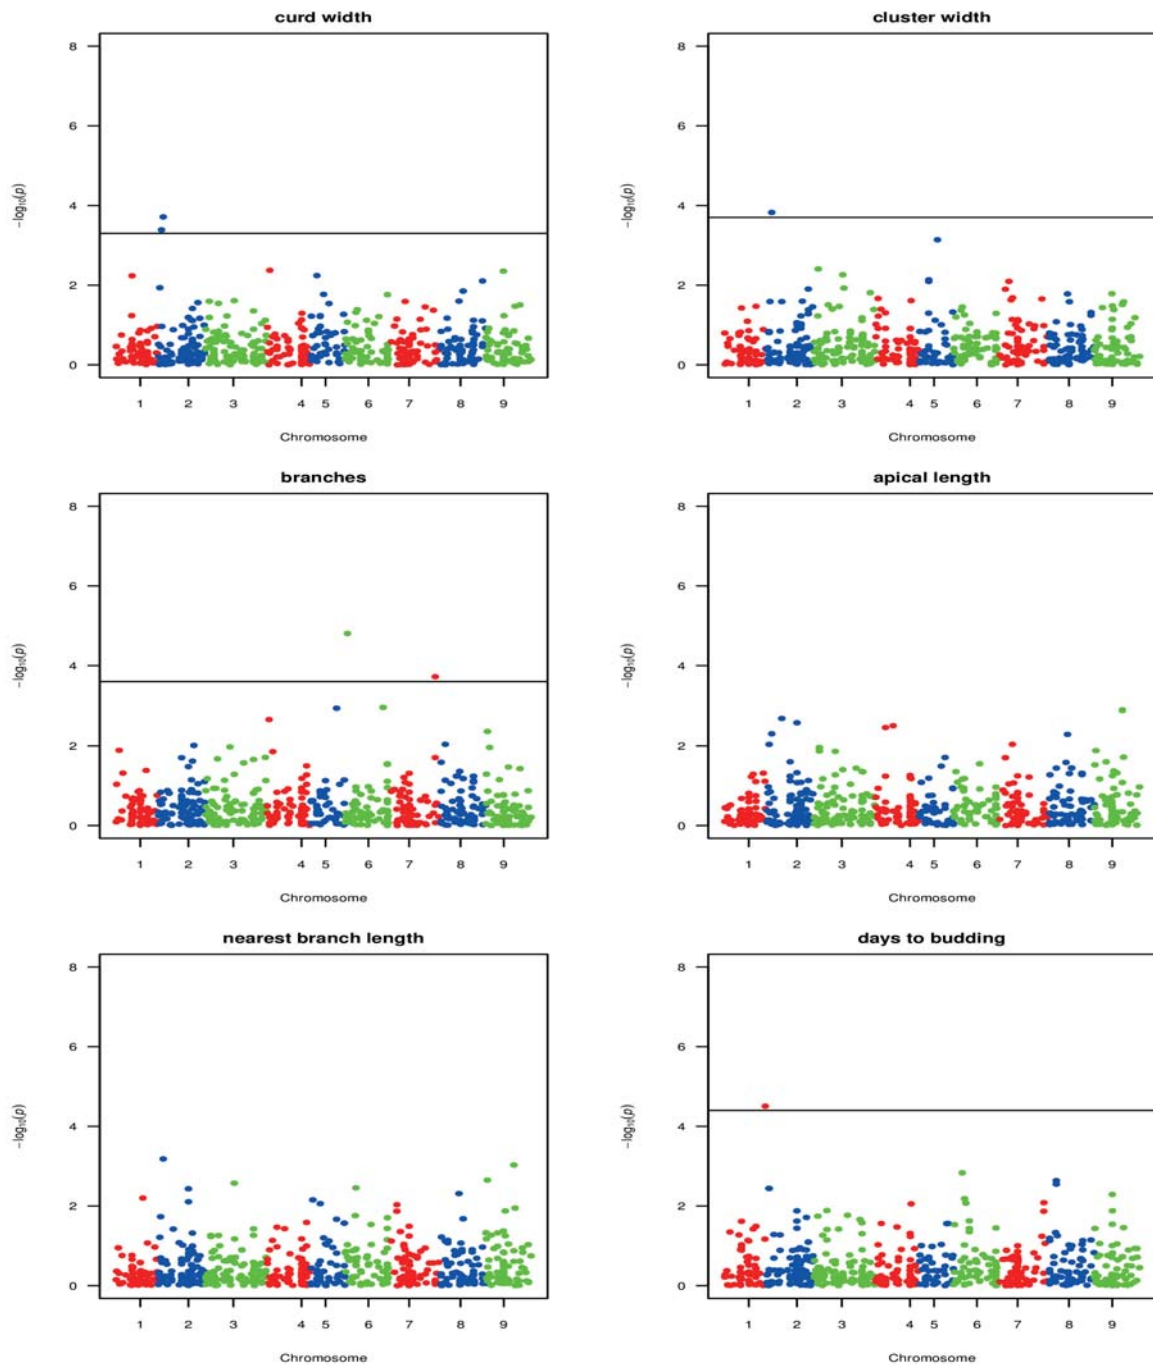 curd width
8
6
4
2
0
−log₁₀(p)
1 2 3 4 5 6 7 8 9
Chromosome
cluster width
8
6
4
2
0
−log₁₀(p)
1 2 3 4 5 6 7 8 9
Chromosome
branches
8
6
4
2
0
−log₁₀(p)
1 2 3 4 5 6 7 8 9
Chromosome
apical length
8
6
4
2
0
−log₁₀(p)
1 2 3 4 5 6 7 8 9
Chromosome
nearest branch length
8
6
4
2
0
−log₁₀(p)
1 2 3 4 5 6 7 8 9
Chromosome
days to budding
8
6
4
2
0
−log₁₀(p)
1 2 3 4 5 6 7 8 9
Chromosome